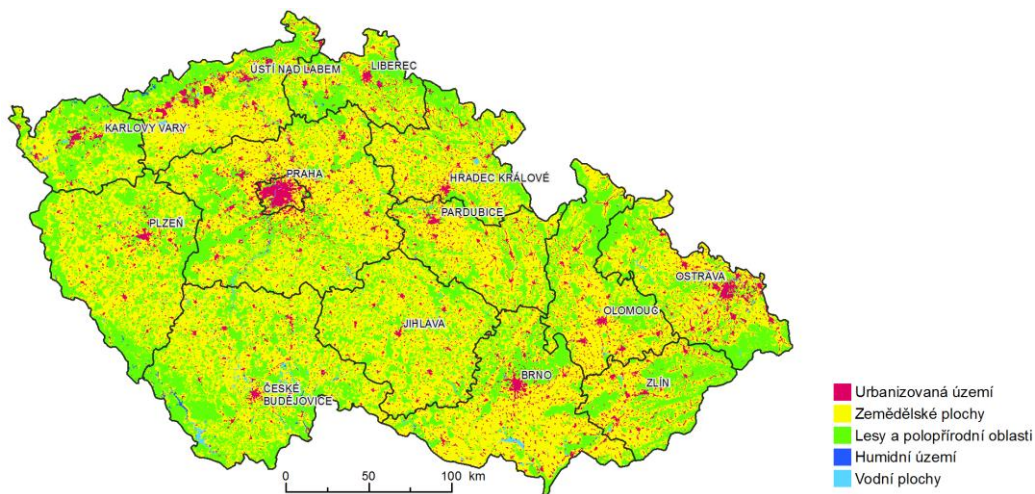 ÚSTÍ NAD LABEM
LIBEREC
KARLOVY VARY
PRAHA
HRADEC KRÁLOVÉ
PARDUBICE
PLZEŇ
OSTRAVA
OLOMOUC
JIHLAVA
BRNO
ZLÍN
ČESKÉ
BUDĚJOVICE
Urbanizovaná území
Zemědělské plochy
Lesy a polopřírodní oblasti
Humidní území
Vodní plochy
0 50 100 km